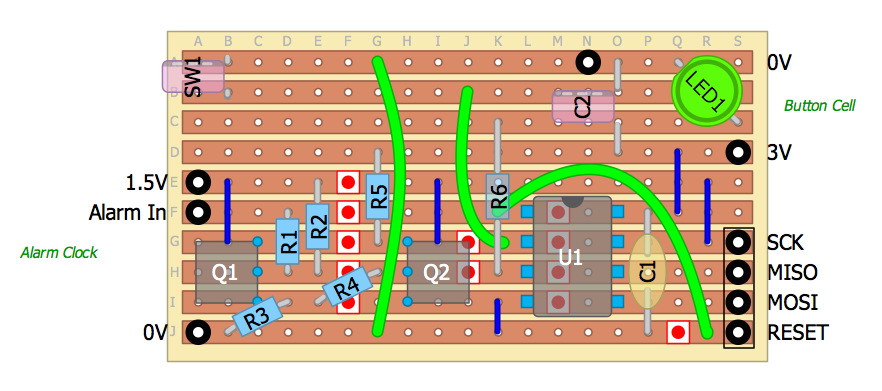 A B C D E F G H I J K L M N O P Q R S
A 0V
SW1
LED1
B C2 Button Cell
C
D 3V
1.5V E R5 R6
Alarm In F
R1 R2
G SCK
Alarm Clock
Q1 Q2 U1 C1
H MISO
R4
I MOSI
R3
0V J RESET